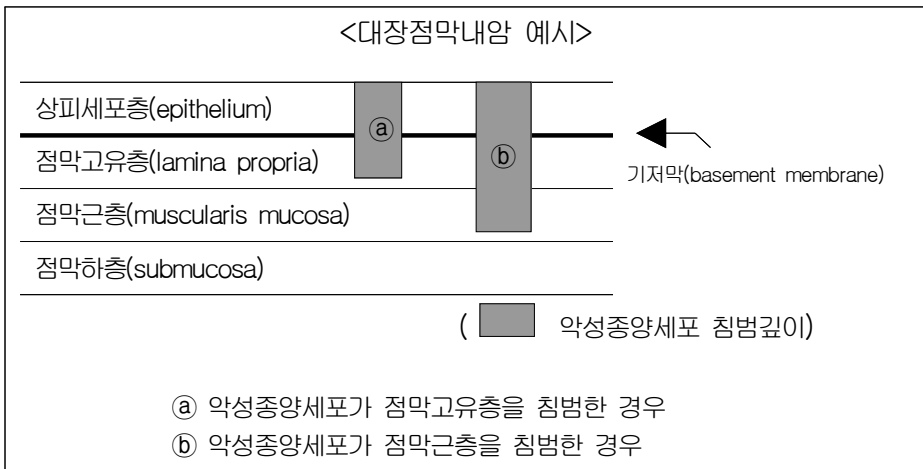 <대장점막내암 예시>
상피세포층(epithelium)
ⓐ
점막고유층(lamina propria)
ⓑ
기저막(basement membrane)
점막근층(muscularis mucosa)
점막하층(submucosa)
( 악성종양세포 침범깊이)
ⓐ 악성종양세포가 점막고유층을 침범한 경우
ⓑ 악성종양세포가 점막근층을 침범한 경우